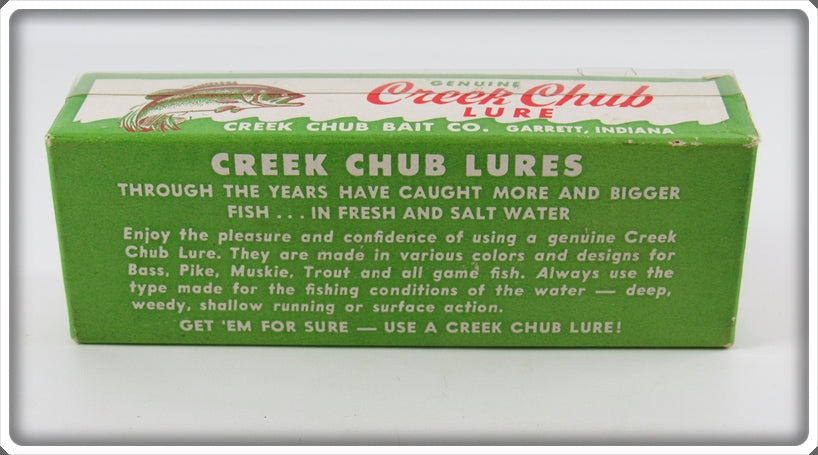 GENUINE
Creek Chub
LURE
CREEK CHUB BAIT CO. GARRETT, INDIANA
CREEK CHUB LURES
THROUGH THE YEARS HAVE CAUGHT MORE AND BIGGER
FISH . . . IN FRESH AND SALT WATER
Enjoy the pleasure and confidence of using a genuine Creek
Chub Lure. They are made in various colors and designs for
Bass, Pike, Muskie, Trout and all game fish. Always use the
type made for the fishing conditions of the water — deep,
weedy, shallow running or surface action.
GET 'EM FOR SURE — USE A CREEK CHUB LURE!